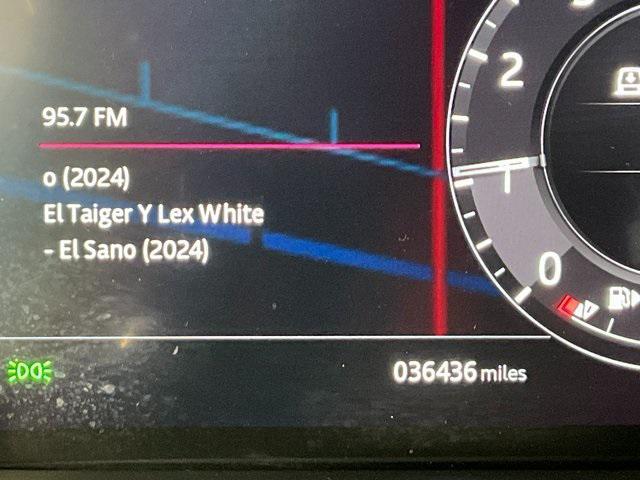 95.7 FM
o (2024)
El Taiger Y Lex White
- El Sano (2024)
2
1
0
036436 miles